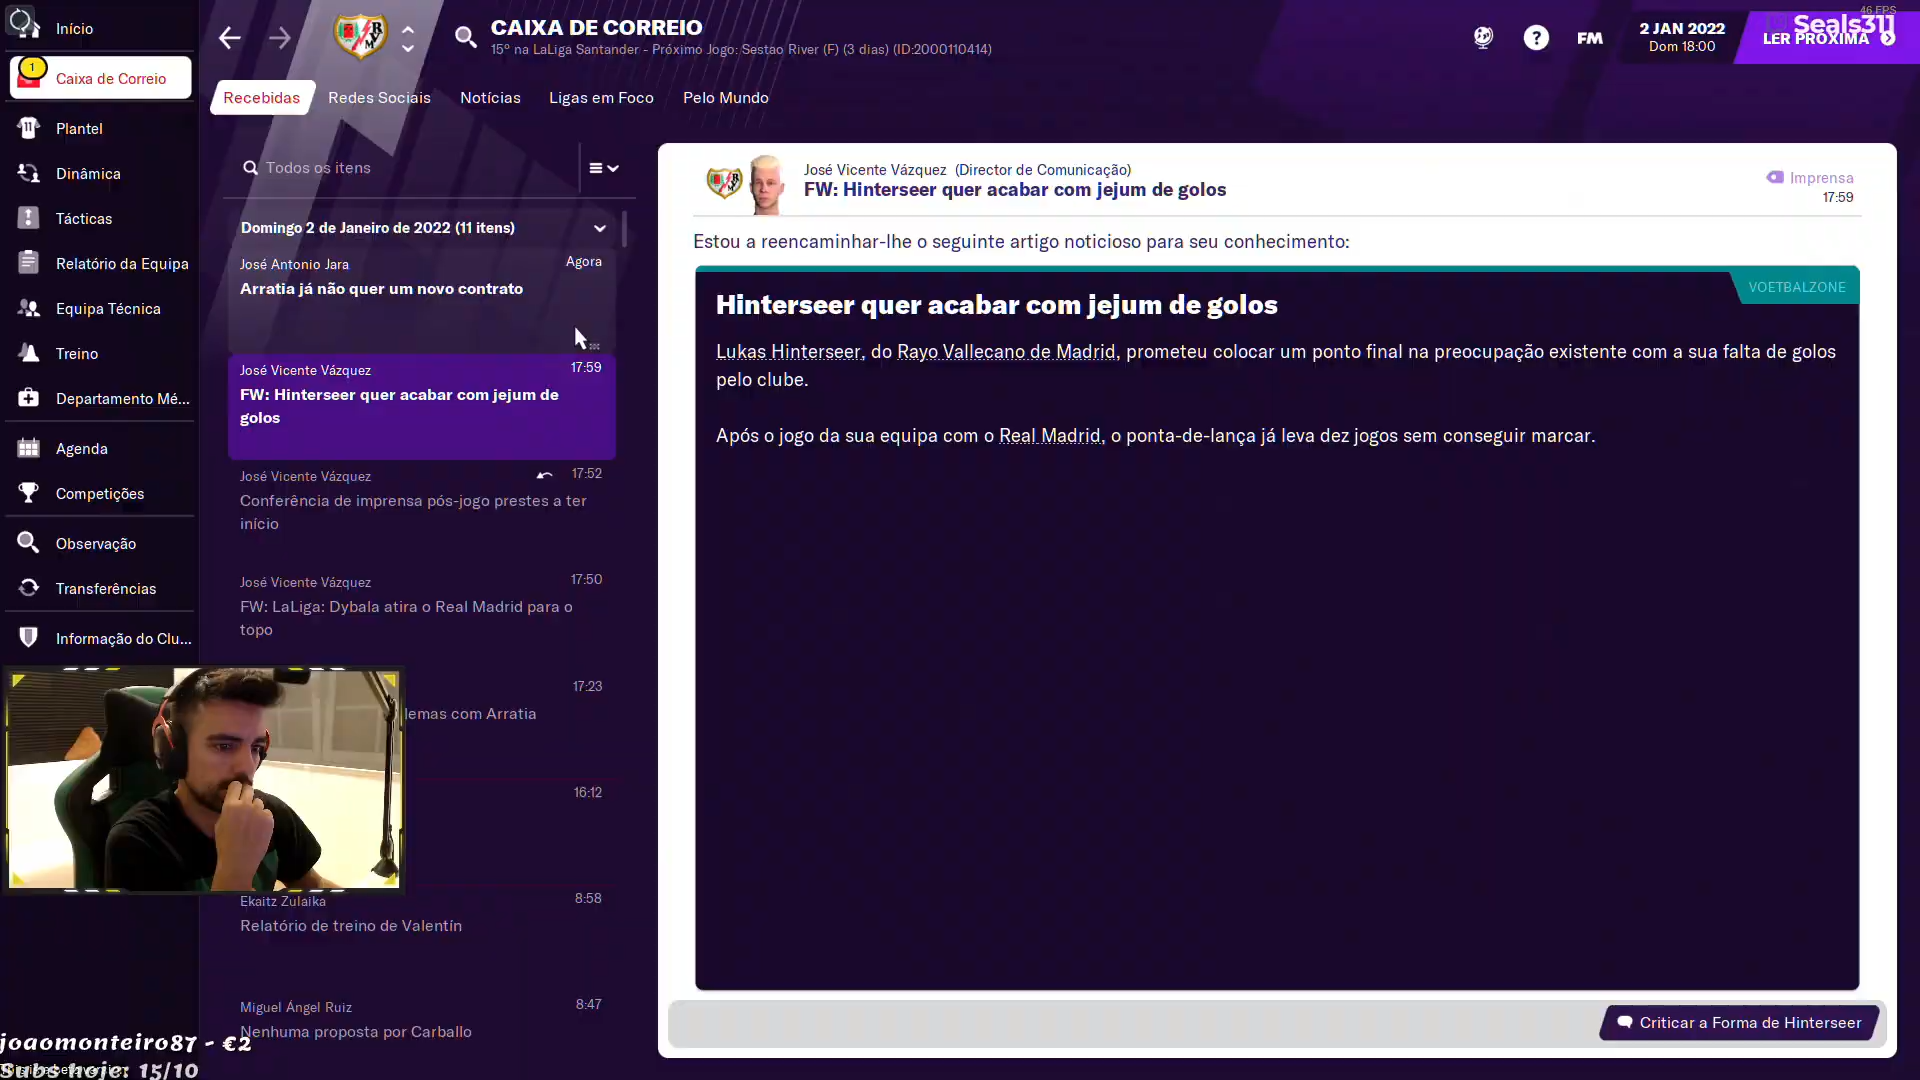 Início
Caixa de Correio
1
Plantel
Dinâmica
Tácticas
Relatório da Equipa
Equipa Técnica
Treino
Departamento Mé...
Agenda
Competições
Observação
Transferências
Informação do Clu...
CAIXA DE CORREIO
15º na LaLiga Santander - Próximo Jogo: Sestao River (F) (3 dias) (ID:2000110414)
FM
2 JAN 2022
Dom 18:00
46 FPS
Seals311
LER PRÓXIMA
Recebidas
Redes Sociais
Notícias
Ligas em Foco
Pelo Mundo
Todos os itens
Domingo 2 de Janeiro de 2022 (11 itens)
José Antonio Jara
Agora
Arratia já não quer um novo contrato
José Vicente Vázquez
17:59
FW: Hinterseer quer acabar com jejum de
golos
José Vicente Vázquez
17:52
Conferência de imprensa pós-jogo prestes a ter
início
José Vicente Vázquez
17:50
FW: LaLiga: Dybala atira o Real Madrid para o
topo
17:23
lemas com Arratia
16:12
Ekaitz Zulaika
8:58
Relatório de treino de Valentín
Miguel Ángel Ruiz
8:47
Nenhuma proposta por Carballo
José Vicente Vázquez (Director de Comunicação)
FW: Hinterseer quer acabar com jejum de golos
Imprensa
17:59
Estou a reencaminhar-lhe o seguinte artigo noticioso para seu conhecimento:
VOETBALZONE
Hinterseer quer acabar com jejum de golos
Lukas Hinterseer, do Rayo Vallecano de Madrid, prometeu colocar um ponto final na preocupação existente com a sua falta de golos
pelo clube.
Após o jogo da sua equipa com o Real Madrid, o ponta-de-lança já leva dez jogos sem conseguir marcar.
Criticar a Forma de Hinterseer
joaomonteiro87 - €2
Subs hoje: 15/10